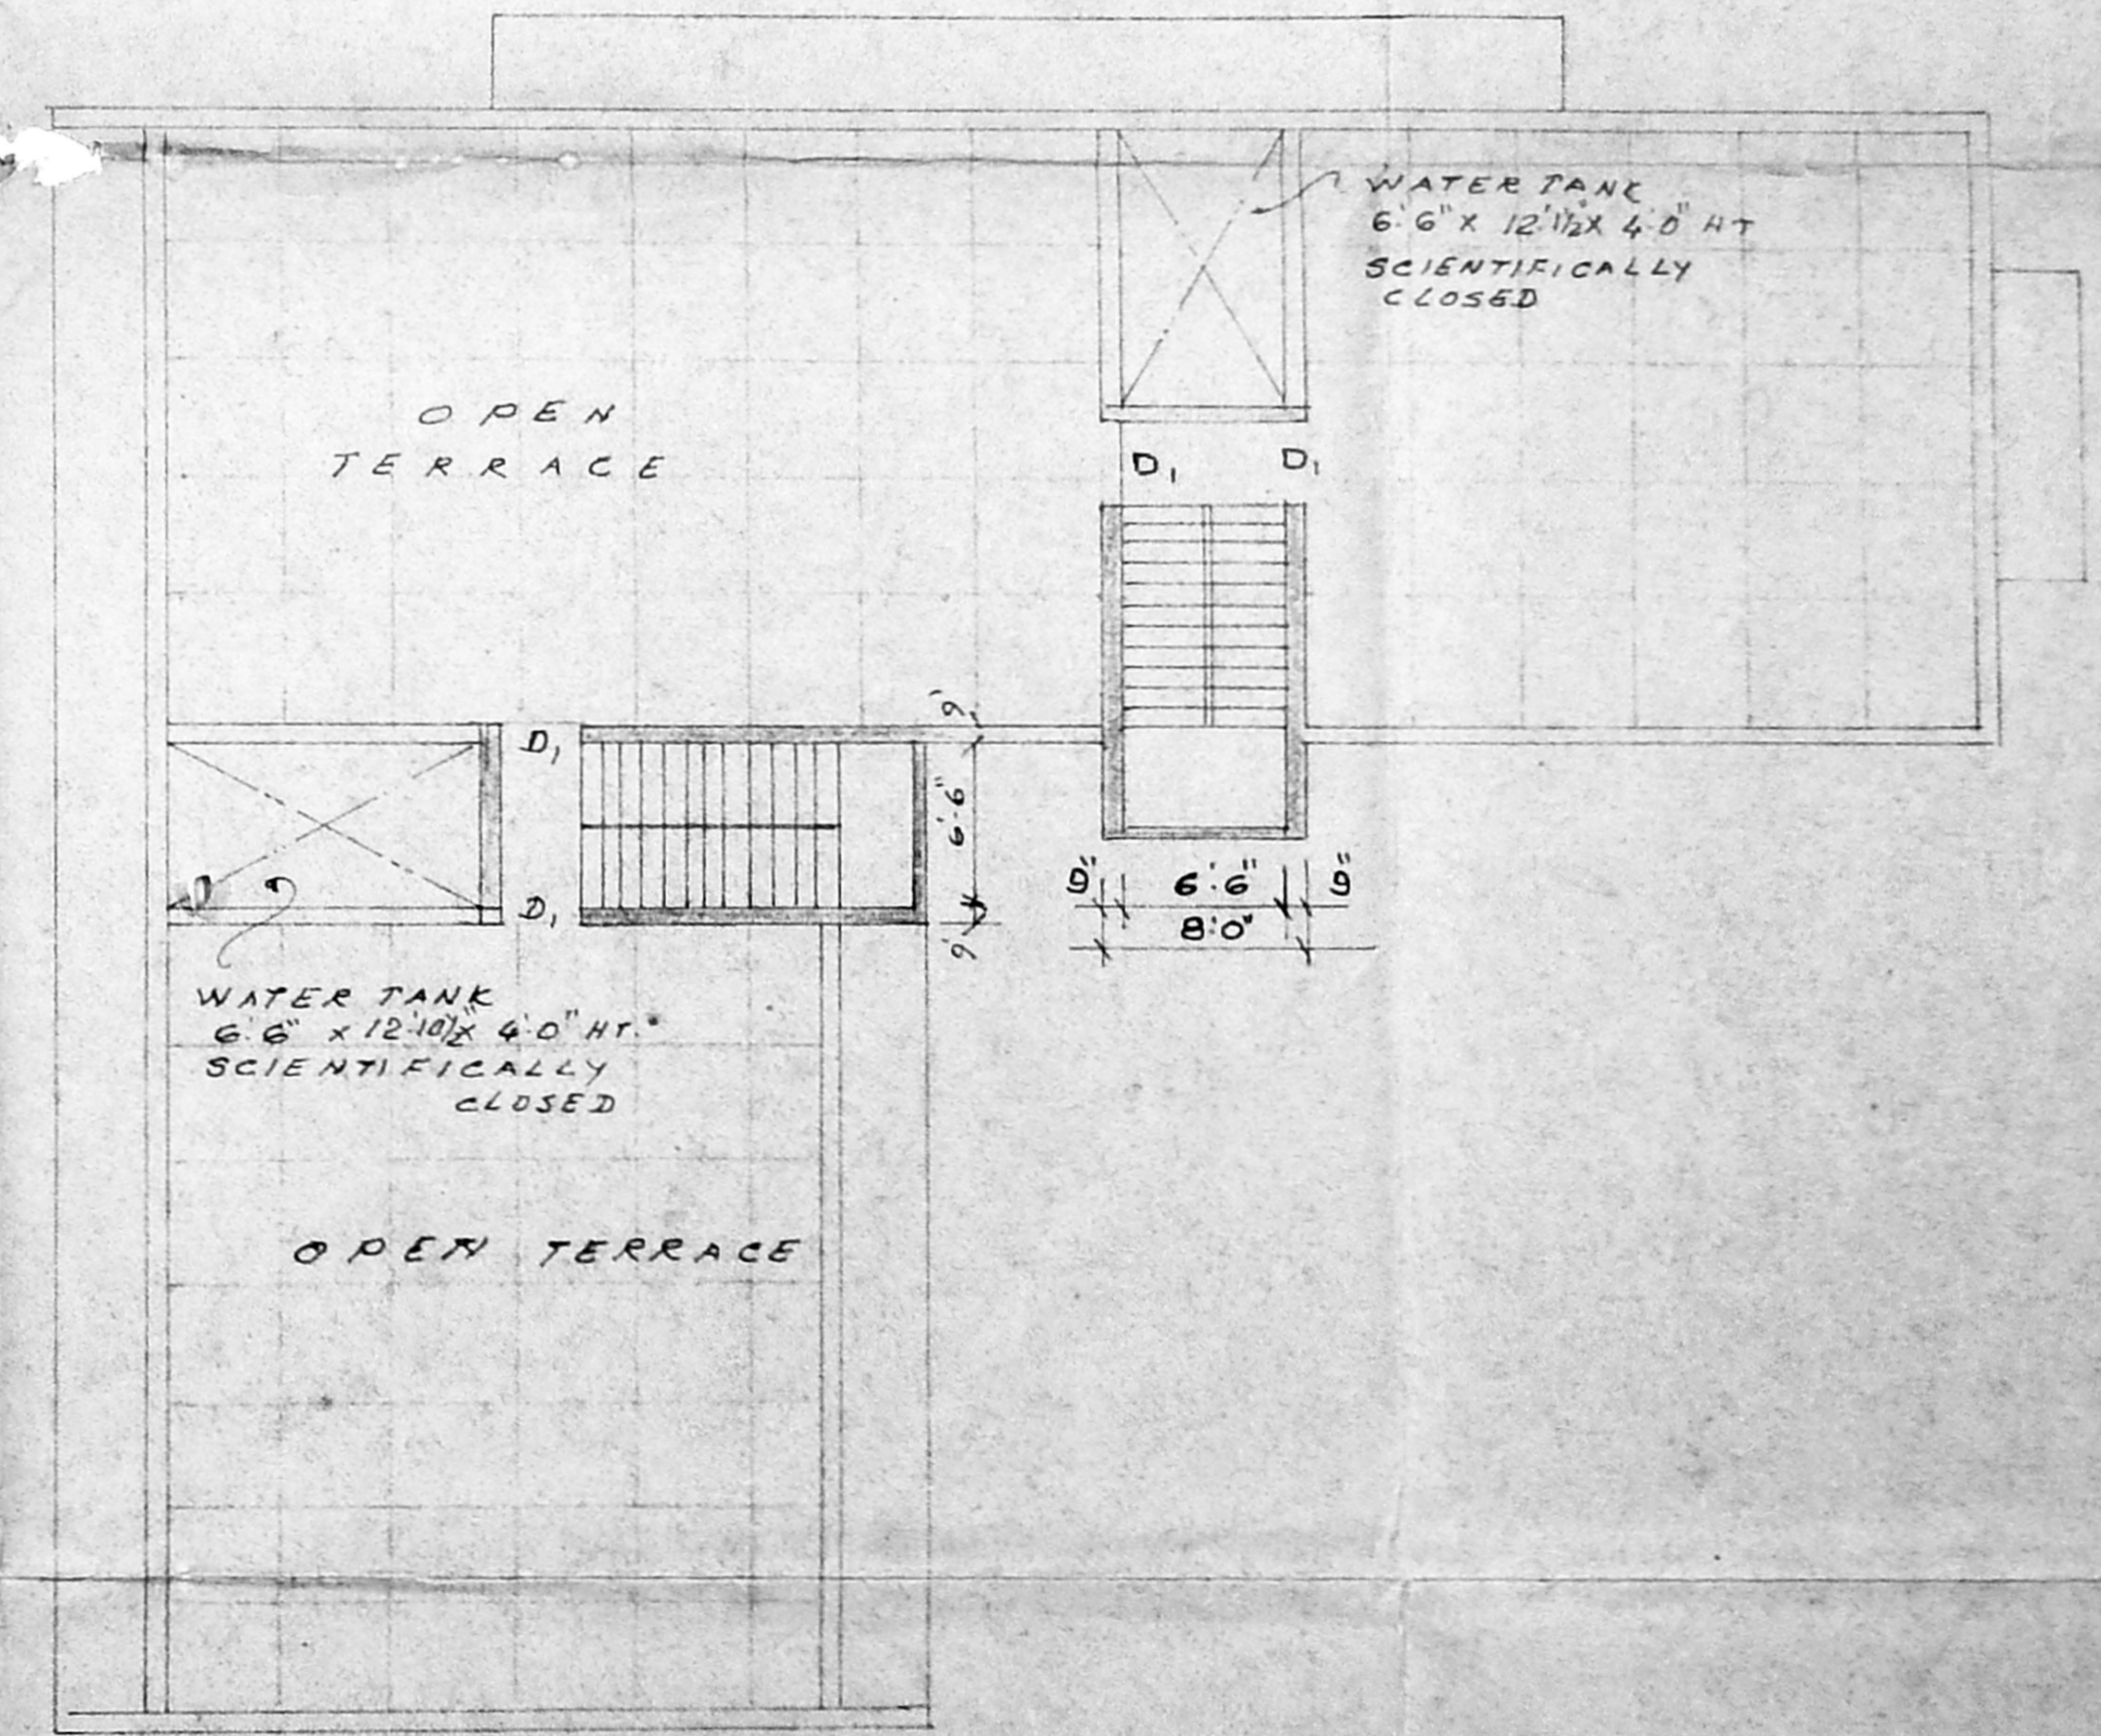 WATER TANK
6'6" x 12'1½" x 4'0" HT
SCIENTIFICALLY
CLOSED
OPEN
TERRACE
D1 D1
D1
9"
6'-6"
9"
D1
9" 6'-6" 9"
8'-0"
WATER TANK
6'6" x 12'10½" x 4'0" HT.
SCIENTIFICALLY
CLOSED
OPEN TERRACE